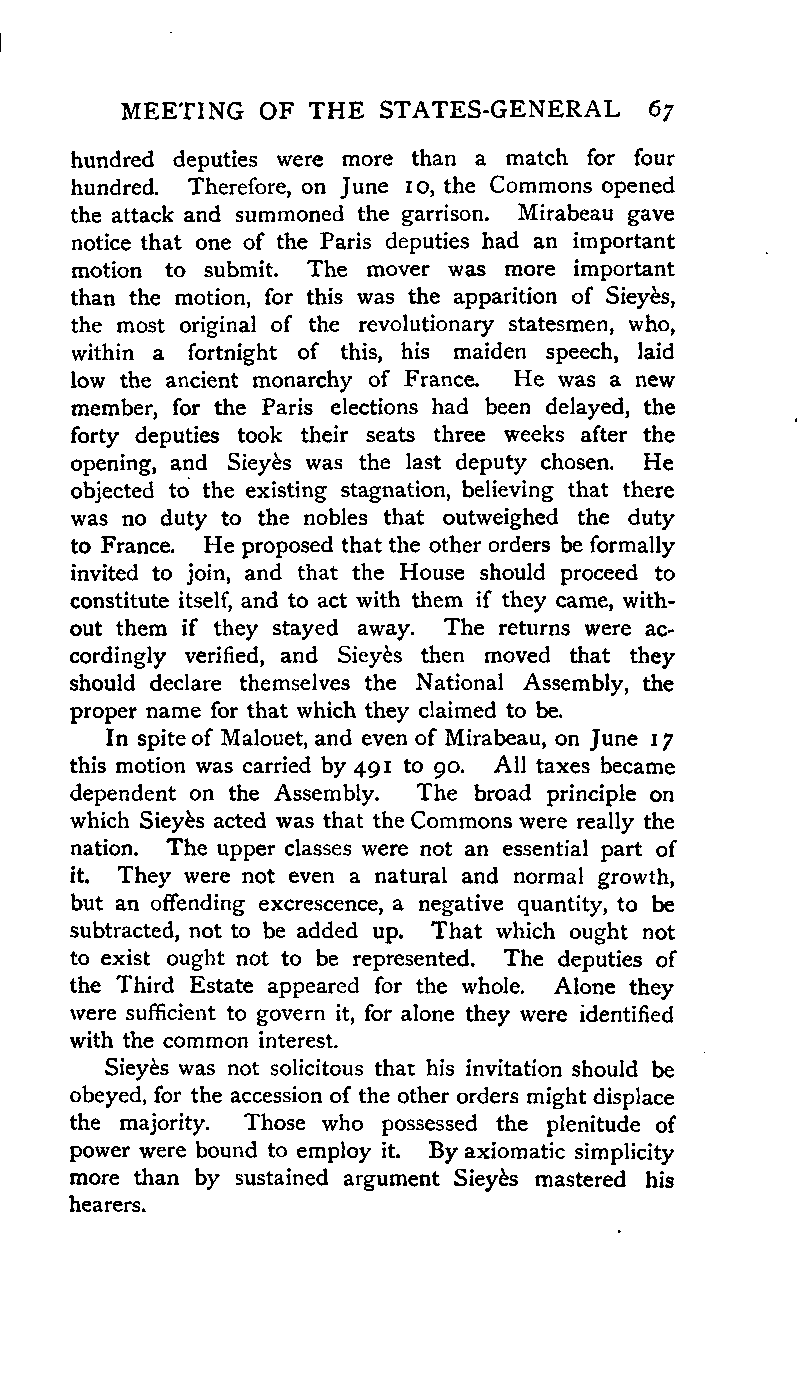 MEETING OF THE STATES-GENERAL 67
hundred deputies were more than a match for four
hundred. Therefore, on June 10, the Commons opened
the attack and summoned the garrison. Mirabeau gave
notice that one of the Paris deputies had an important
motion to submit. The mover was more important
than the motion, for this was the apparition of Sieyès,
the most original of the revolutionary statesmen, who,
within a fortnight of this, his maiden speech, laid
low the ancient monarchy of France. He was a new
member, for the Paris elections had been delayed, the
forty deputies took their seats three weeks after the
opening, and Sieyès was the last deputy chosen. He
objected to the existing stagnation, believing that there
was no duty to the nobles that outweighed the duty
to France. He proposed that the other orders be formally
invited to join, and that the House should proceed to
constitute itself, and to act with them if they came, with-
out them if they stayed away. The returns were ac-
cordingly verified, and Sieyès then moved that they
should declare themselves the National Assembly, the
proper name for that which they claimed to be.
In spite of Malouet, and even of Mirabeau, on June 17
this motion was carried by 491 to 90. All taxes became
dependent on the Assembly. The broad principle on
which Sieyès acted was that the Commons were really the
nation. The upper classes were not an essential part of
it. They were not even a natural and normal growth,
but an offending excrescence, a negative quantity, to be
subtracted, not to be added up. That which ought not
to exist ought not to be represented. The deputies of
the Third Estate appeared for the whole. Alone they
were sufficient to govern it, for alone they were identified
with the common interest.
Sieyès was not solicitous that his invitation should be
obeyed, for the accession of the other orders might displace
the majority. Those who possessed the plenitude of
power were bound to employ it. By axiomatic simplicity
more than by sustained argument Sieyès mastered his
hearers.